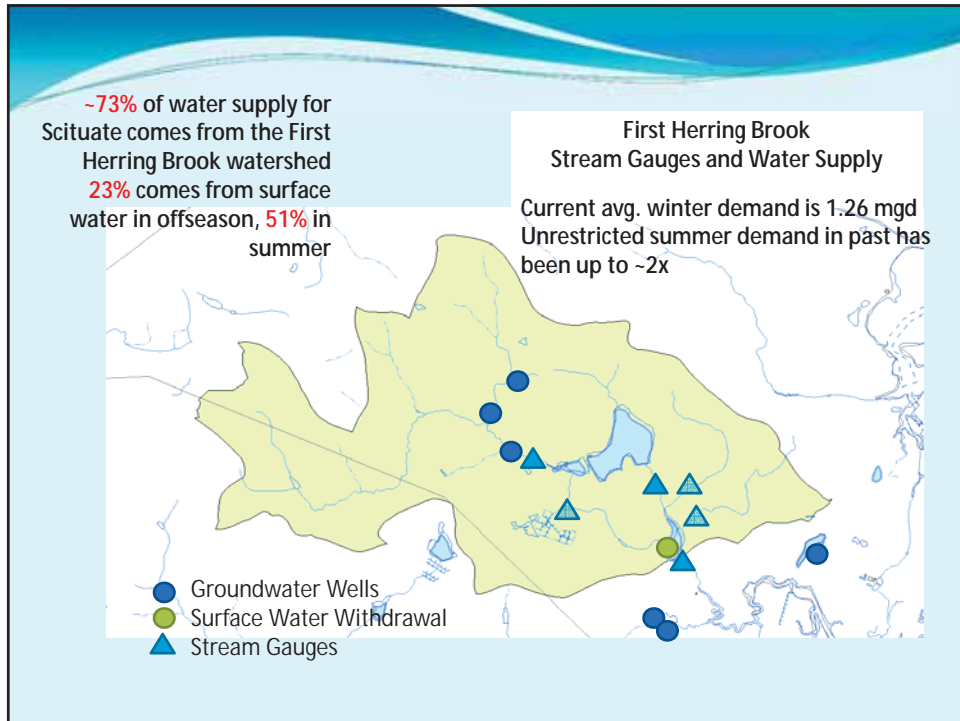 ~73% of water supply for
Scituate comes from the First
Herring Brook watershed
23% comes from surface
water in offseason, 51% in
summer
First Herring Brook
Stream Gauges and Water Supply
Current avg. winter demand is 1.26 mgd
Unrestricted summer demand in past has
been up to ~2x
Groundwater Wells
Surface Water Withdrawal
Stream Gauges